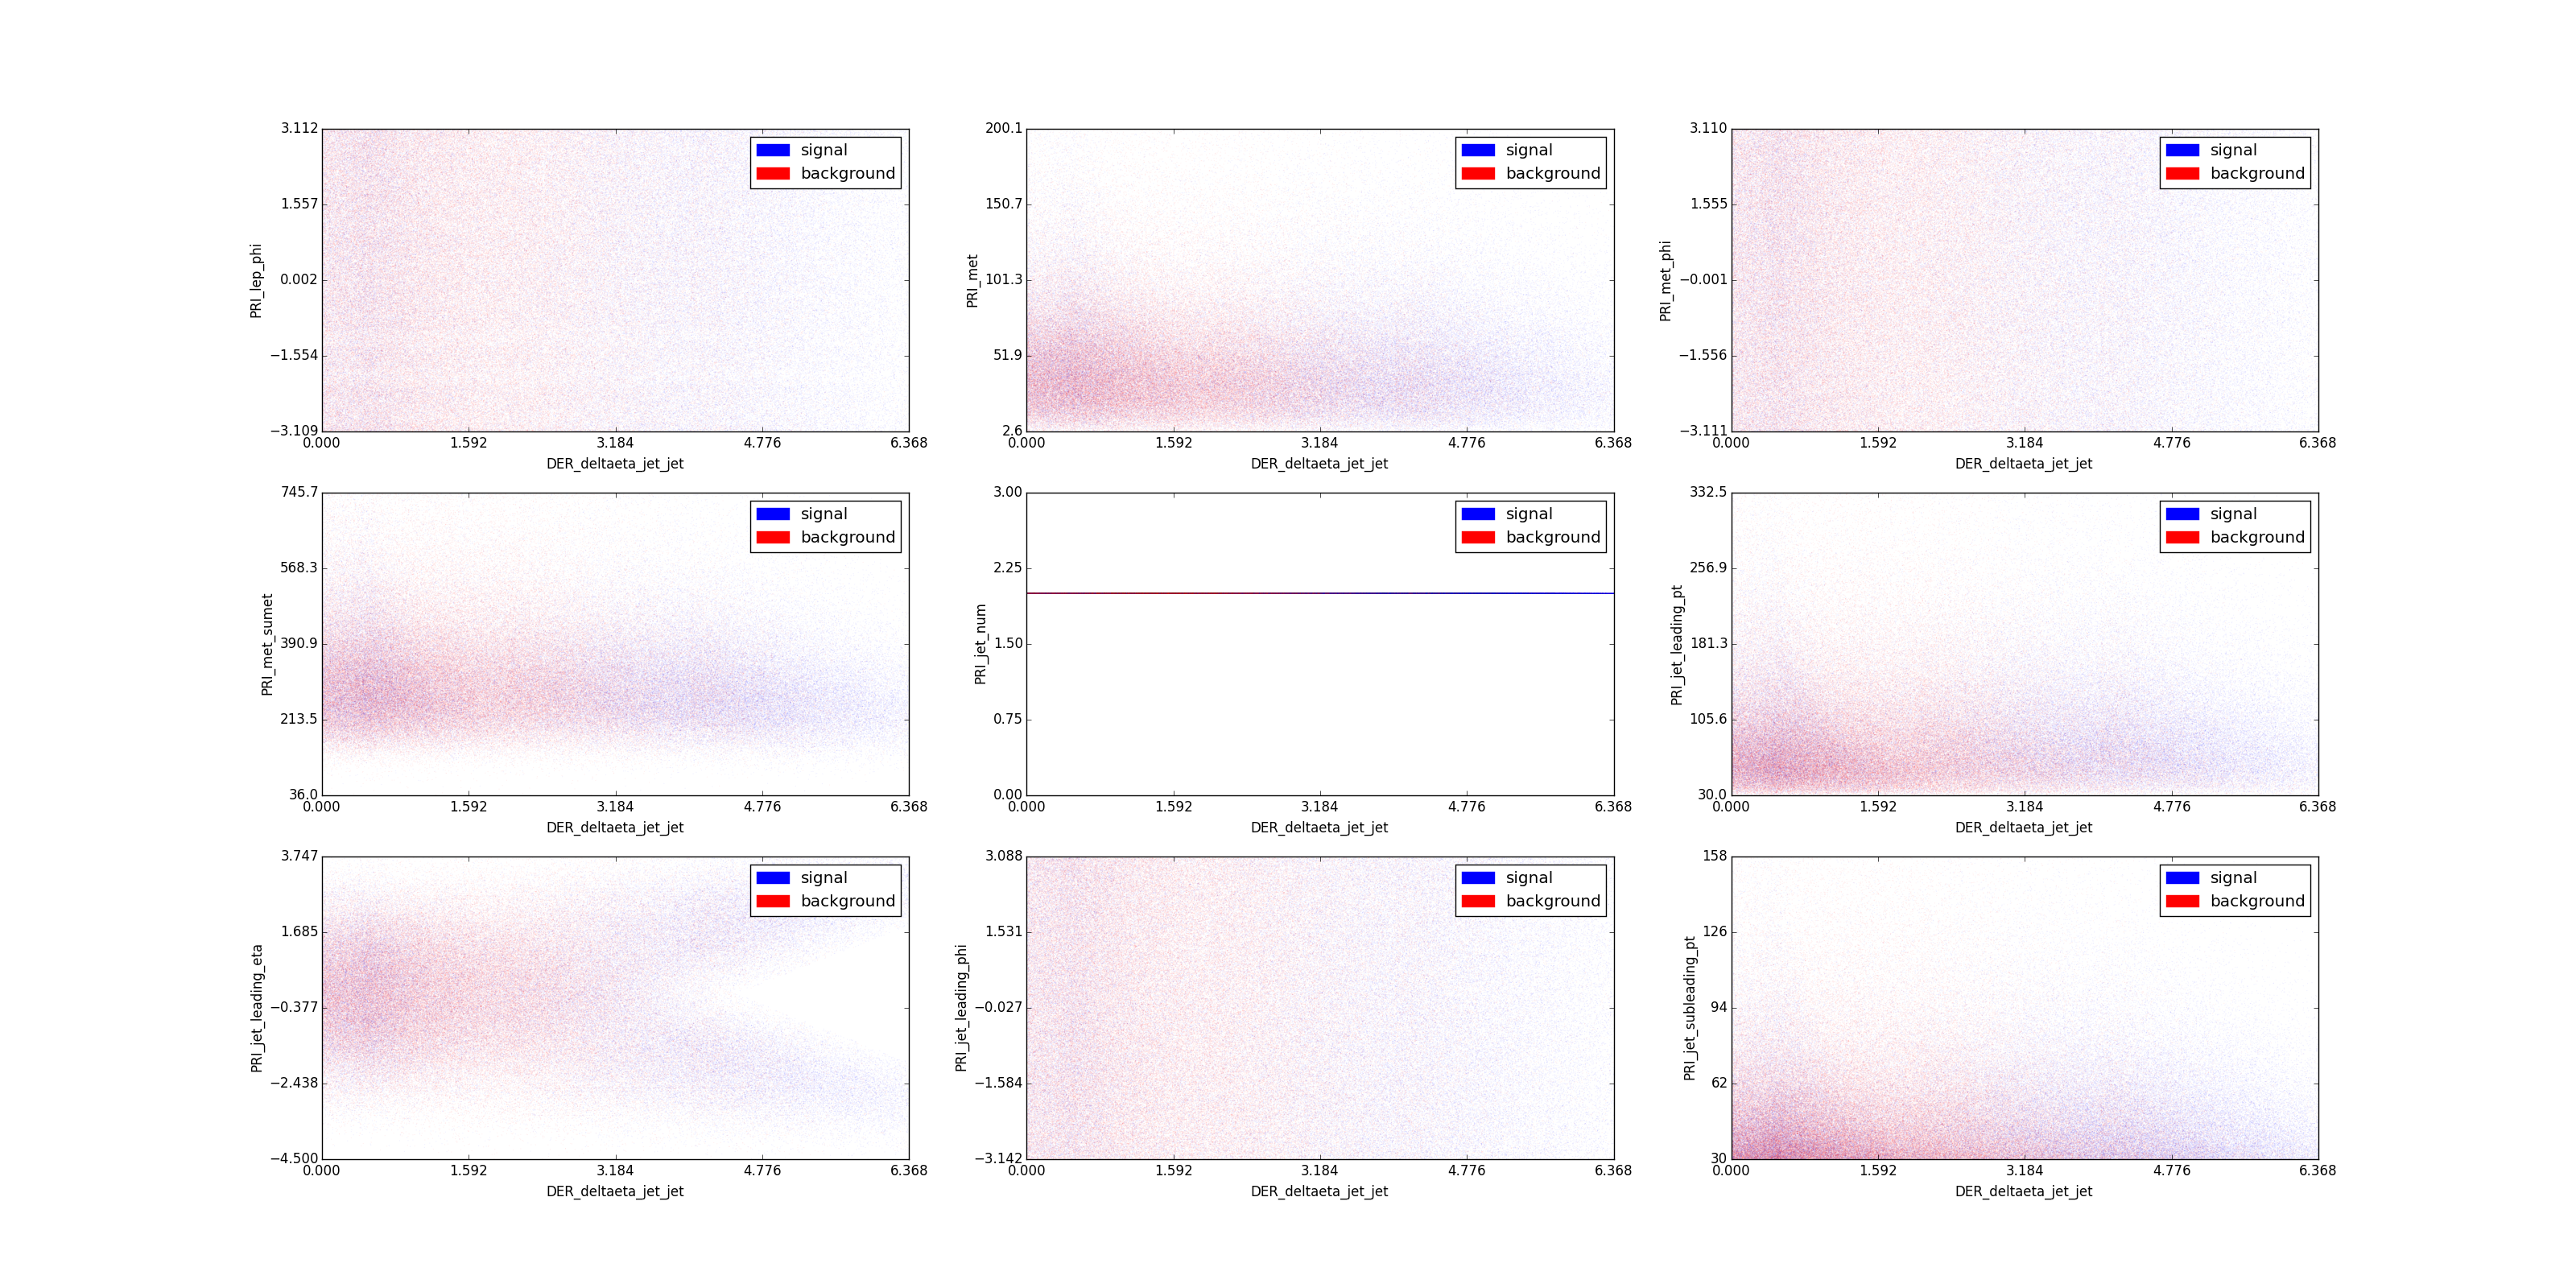 3.112
1.557
0.002
−1.554
−3.109
PRI_lep_phi
signal
background
0.000 1.592 3.184 4.776 6.368
DER_deltaeta_jet_jet
200.1
150.7
101.3
51.9
2.6
PRI_met
signal
background
0.000 1.592 3.184 4.776 6.368
DER_deltaeta_jet_jet
3.110
1.555
−0.001
−1.556
−3.111
PRI_met_phi
signal
background
0.000 1.592 3.184 4.776 6.368
DER_deltaeta_jet_jet
745.7
568.3
390.9
213.5
36.0
PRI_met_sumet
signal
background
0.000 1.592 3.184 4.776 6.368
DER_deltaeta_jet_jet
3.00
2.25
1.50
0.75
0.00
PRI_jet_num
signal
background
0.000 1.592 3.184 4.776 6.368
DER_deltaeta_jet_jet
332.5
256.9
181.3
105.6
30.0
PRI_jet_leading_pt
signal
background
0.000 1.592 3.184 4.776 6.368
DER_deltaeta_jet_jet
3.747
1.685
−0.377
−2.438
−4.500
PRI_jet_leading_eta
signal
background
0.000 1.592 3.184 4.776 6.368
DER_deltaeta_jet_jet
3.088
1.531
−0.027
−1.584
−3.142
PRI_jet_leading_phi
signal
background
0.000 1.592 3.184 4.776 6.368
DER_deltaeta_jet_jet
158
126
94
62
30
PRI_jet_subleading_pt
signal
background
0.000 1.592 3.184 4.776 6.368
DER_deltaeta_jet_jet